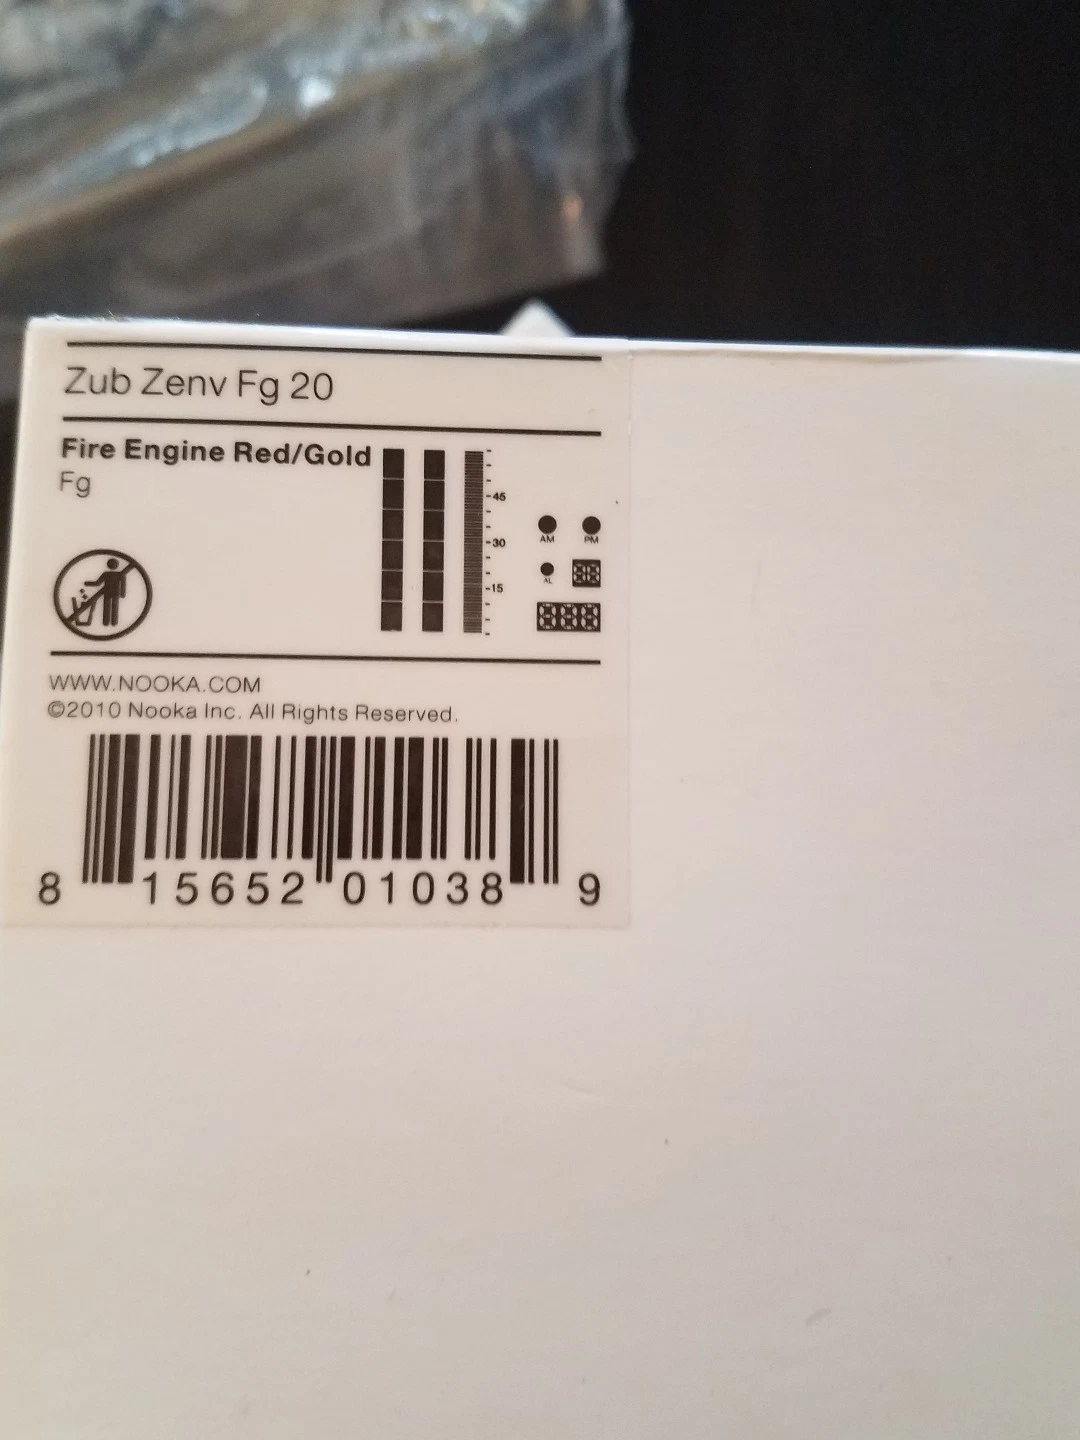 Zub Zenv Fg 20
Fire Engine Red/Gold
Fg
45
30
15
AM PM
AL
WWW.NOOKA.COM
©2010 Nooka Inc. All Rights Reserved.
8 15652 01038 9